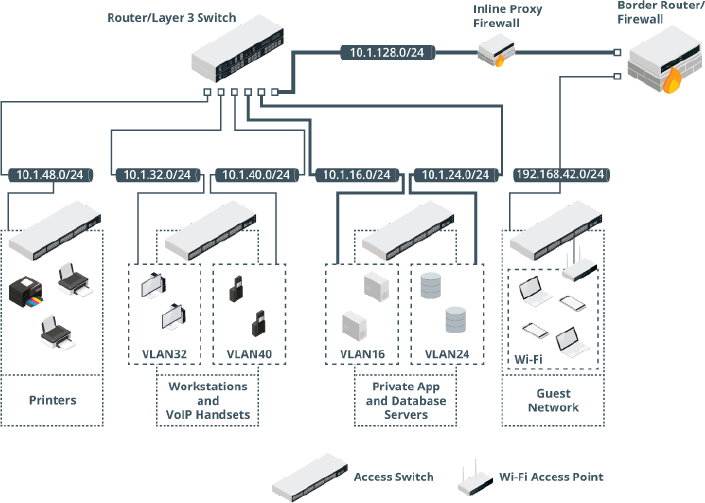 Router/Layer 3 Switch
Inline Proxy
Firewall
Border Router/
Firewall
10.1.128.0/24
10.1.48.0/24
10.1.32.0/24
10.1.40.0/24
10.1.16.0/24
10.1.24.0/24
192.168.42.0/24
VLAN32
VLAN40
VLAN16
VLAN24
Wi-Fi
Printers
Workstations
and
VoIP Handsets
Private App
and Database
Servers
Guest
Network
Access Switch
Wi-Fi Access Point